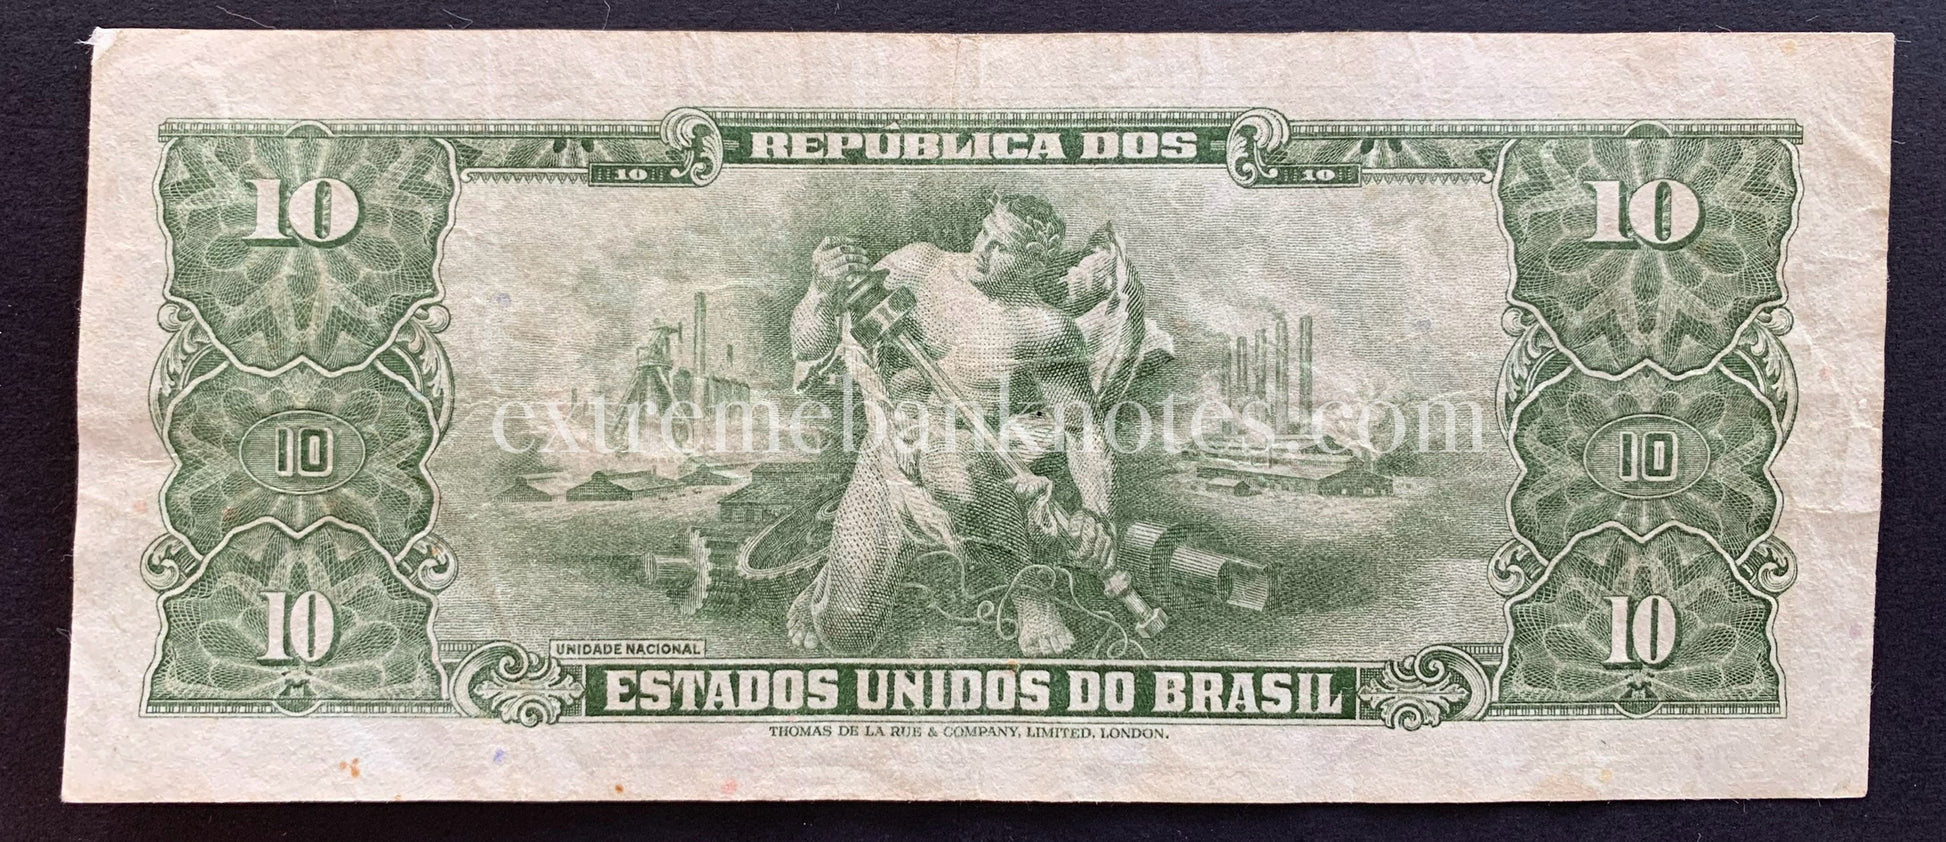 REPÚBLICA DOS
10 10
10 10
extremebanknotes.com
10 10
10 10
UNIDADE NACIONAL
ESTADOS UNIDOS DO BRASIL
THOMAS DE LA RUE & COMPANY, LIMITED, LONDON.